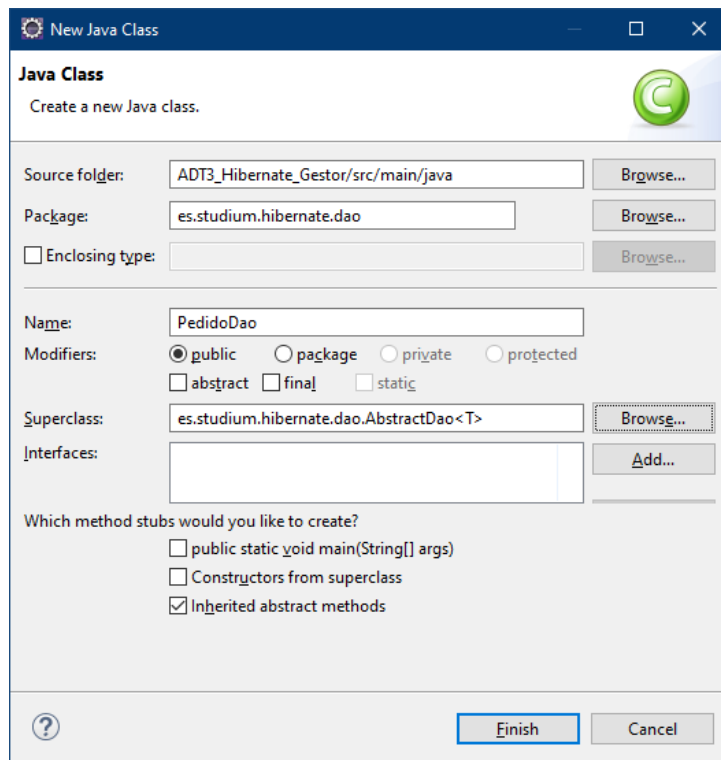 New Java Class
Java Class
Create a new Java class.
C
Source folder: ADT3_Hibernate_Gestor/src/main/java Browse...
Package: es.studium.hibernate.dao Browse...
Enclosing type: Browse...
Name: PedidoDao
Modifiers: public package private protected
abstract final static
Superclass: es.studium.hibernate.dao.AbstractDao<T> Browse...
Interfaces: Add...
Which method stubs would you like to create?
public static void main(String[] args)
Constructors from superclass
Inherited abstract methods
? Finish Cancel